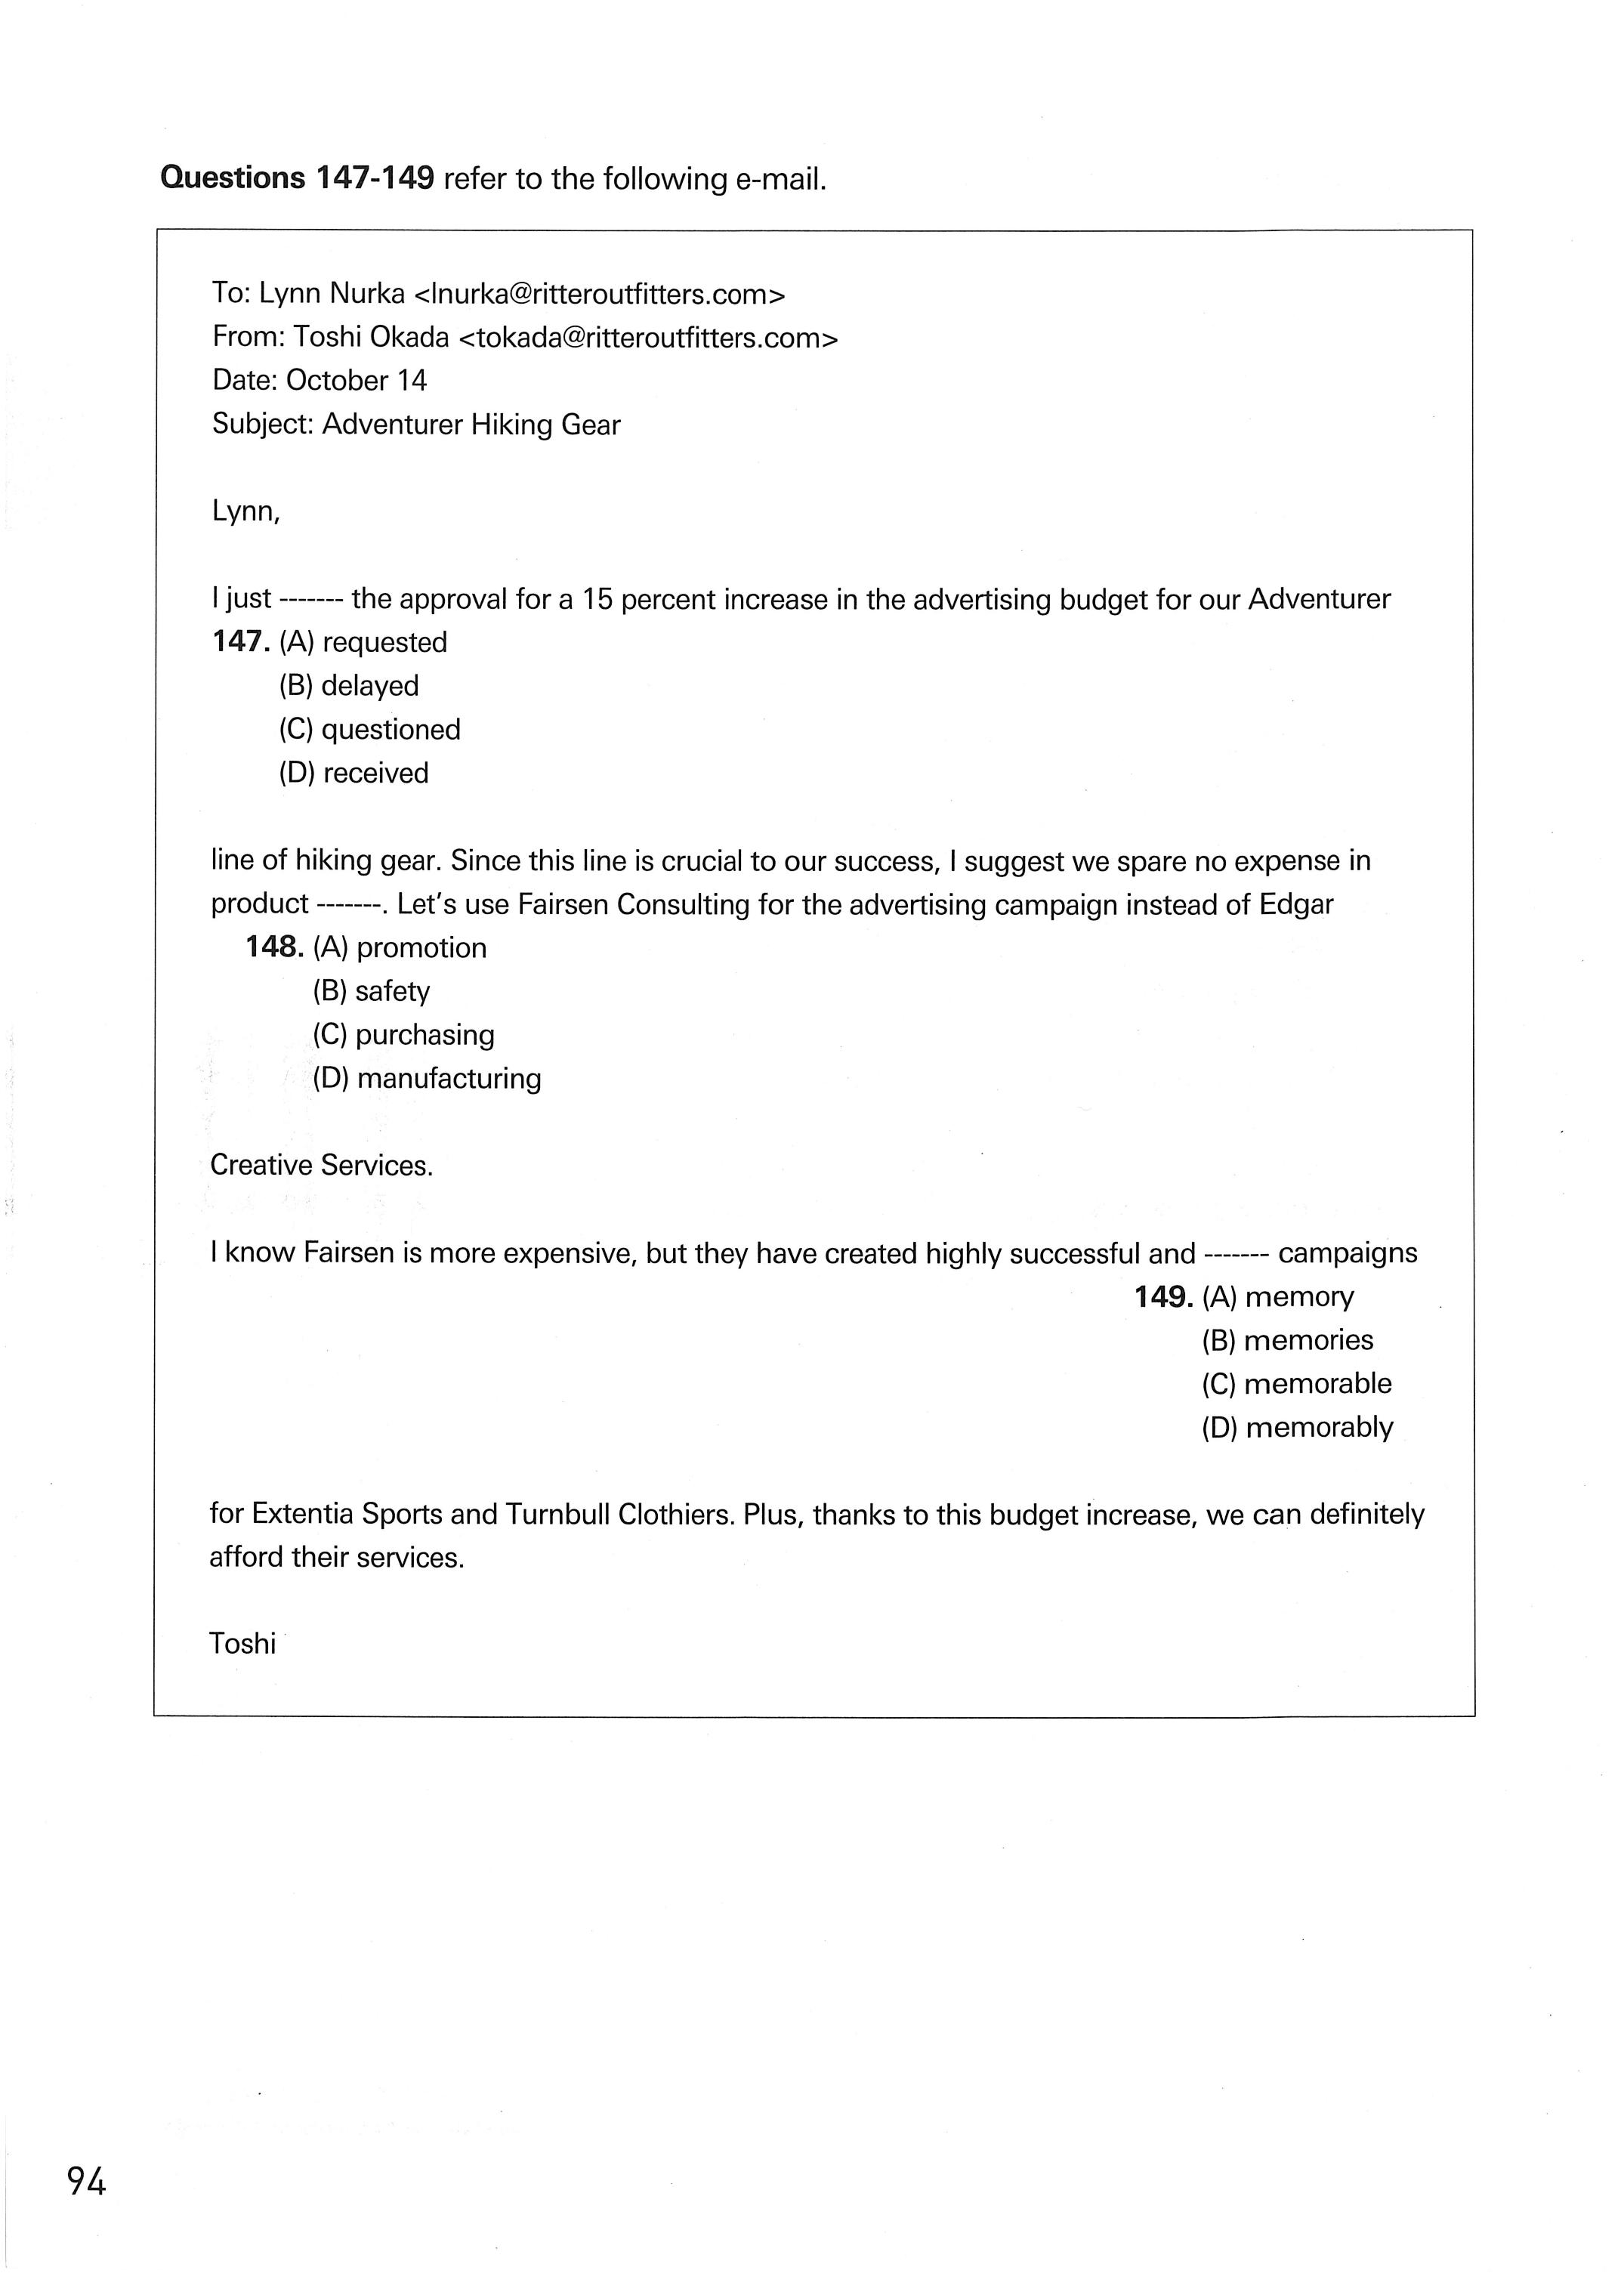 Questions 147-149 refer to the following e-mail.
To: Lynn Nurka <lnurka@ritteroutfitters.com>
From: Toshi Okada <tokada@ritteroutfitters.com>
Date: October 14
Subject: Adventurer Hiking Gear
Lynn,
I just ------- the approval for a 15 percent increase in the advertising budget for our Adventurer
147. (A) requested
(B) delayed
(C) questioned
(D) received
line of hiking gear. Since this line is crucial to our success, I suggest we spare no expense in
product -------. Let's use Fairsen Consulting for the advertising campaign instead of Edgar
148. (A) promotion
(B) safety
(C) purchasing
(D) manufacturing
Creative Services.
I know Fairsen is more expensive, but they have created highly successful and ------- campaigns
149. (A) memory
(B) memories
(C) memorable
(D) memorably
for Extentia Sports and Turnbull Clothiers. Plus, thanks to this budget increase, we can definitely
afford their services.
Toshi
94